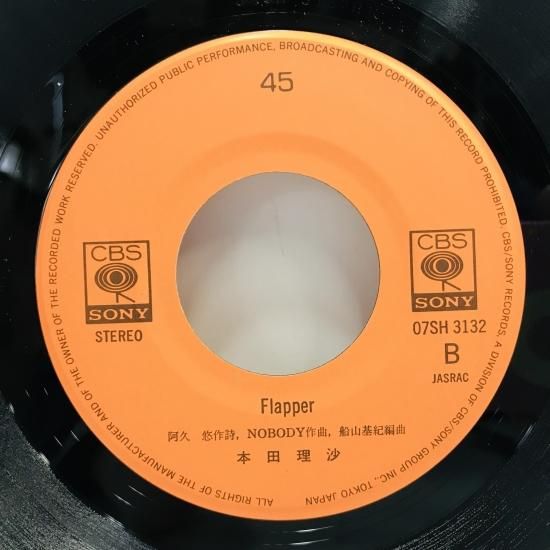 UNAUTHORIZED PUBLIC PERFORMANCE, BROADCASTING AND COPYING OF THIS RECORD PROHIBITED. CBS/SONY RECORDS, A DIVISION OF CBS/SONY GROUP INC., TOKYO JAPAN
ALL RIGHTS OF THE MANUFACTURER AND OF THE OWNER OF THE RECORDED WORK RESERVED.
45
CBS
SONY
STEREO
CBS
SONY
07SH 3132
B
JASRAC
Flapper
阿久 悠作詩, NOBODY作曲, 船山基紀編曲
本田理沙